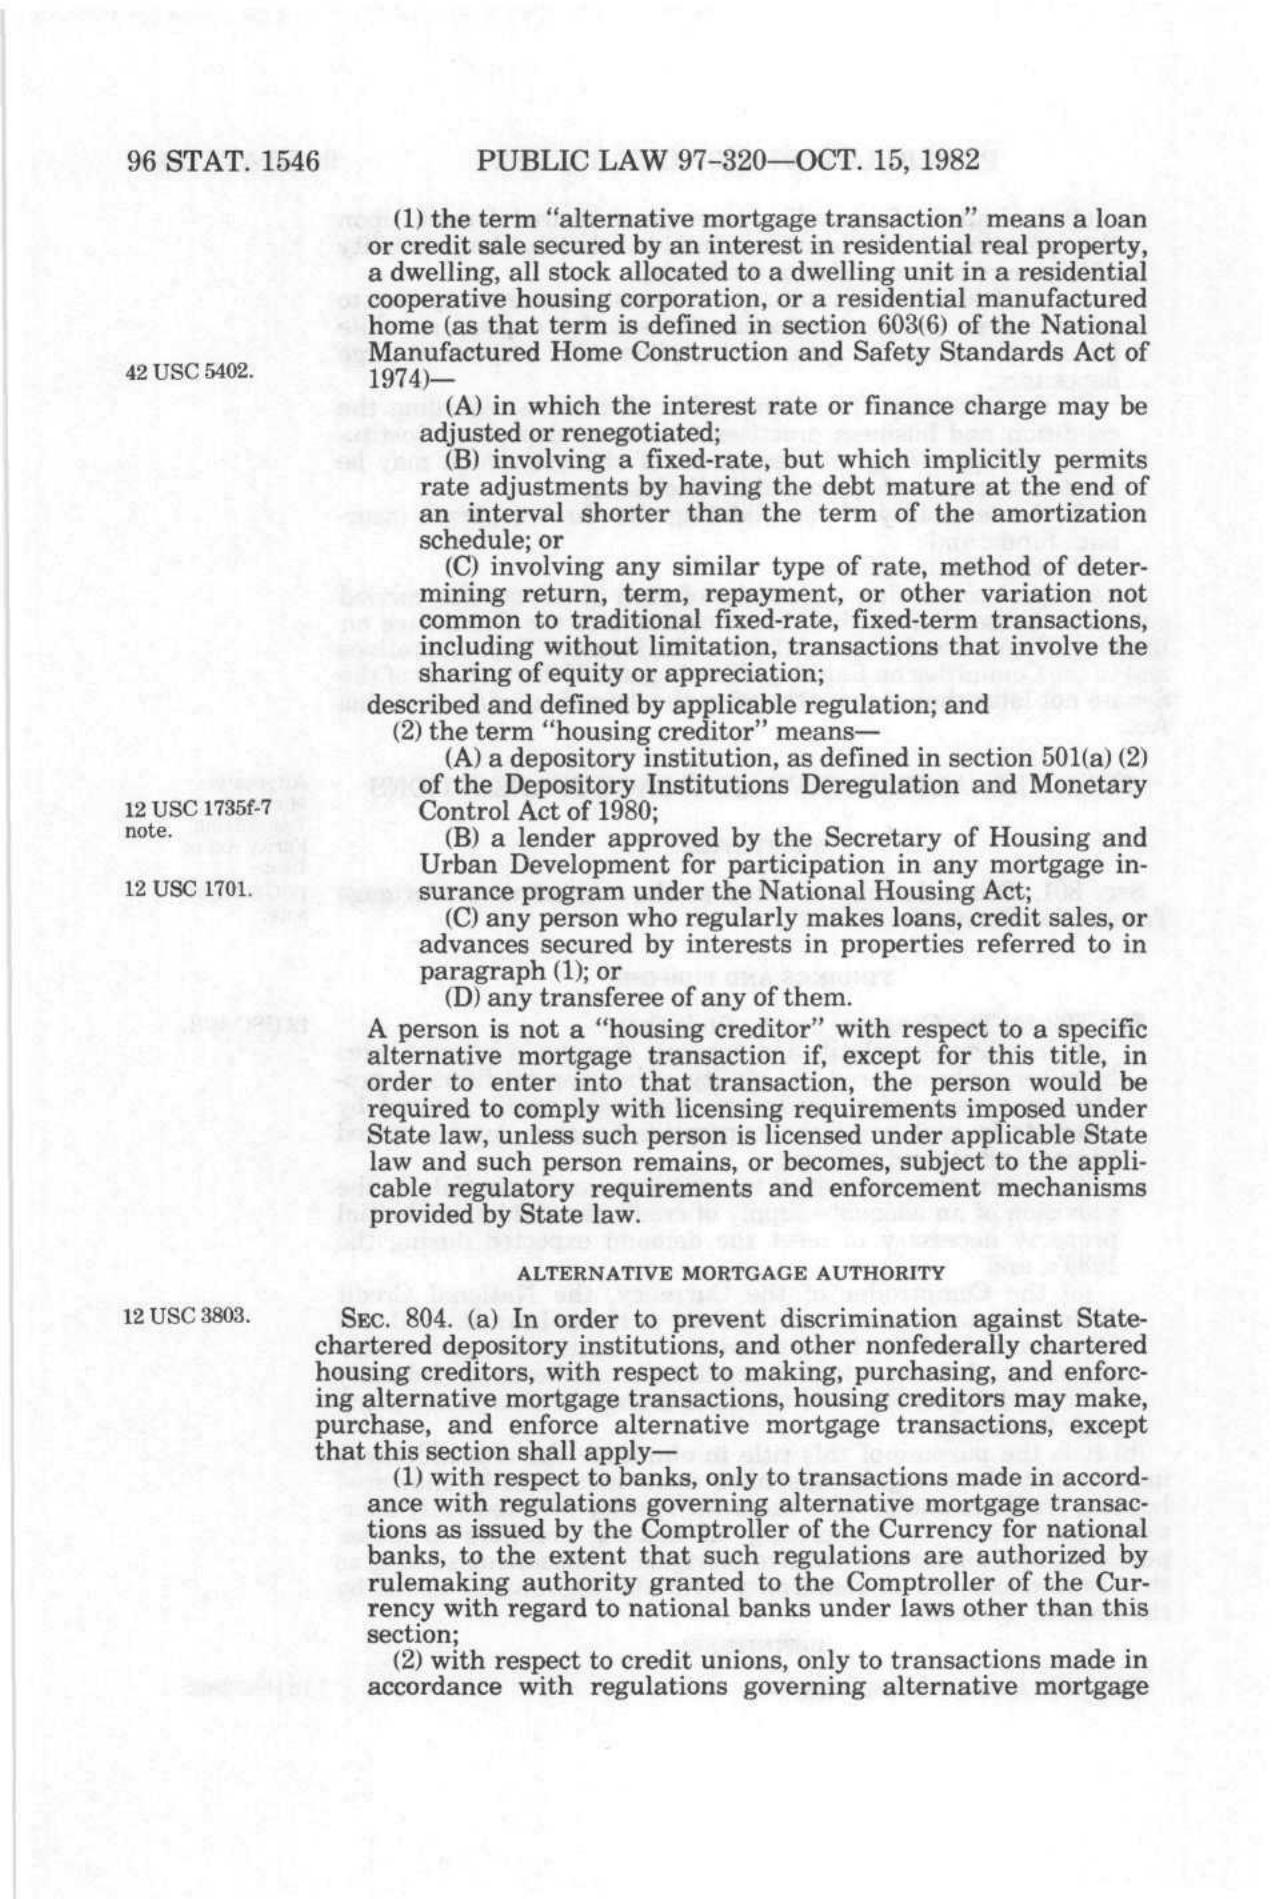 96 STAT. 1546 PUBLIC LAW 97-320—OCT. 15, 1982
(1) the term "alternative mortgage transaction" means a loan
or credit sale secured by an interest in residential real property,
a dwelling, all stock allocated to a dwelling unit in a residential
cooperative housing corporation, or a residential manufactured
home (as that term is defined in section 603(6) of the National
Manufactured Home Construction and Safety Standards Act of
42 USC 5402.
1974)—
(A) in which the interest rate or finance charge may be
adjusted or renegotiated;
(B) involving a fixed-rate, but which implicitly permits
rate adjustments by having the debt mature at the end of
an interval shorter than the term of the amortization
schedule; or
(C) involving any similar type of rate, method of deter-
mining return, term, repayment, or other variation not
common to traditional fixed-rate, fixed-term transactions,
including without limitation, transactions that involve the
sharing of equity or appreciation;
described and defined by applicable regulation; and
(2) the term "housing creditor" means—
(A) a depository institution, as defined in section 501(a) (2)
of the Depository Institutions Deregulation and Monetary
12 USC 1735f-7
note.
Control Act of 1980;
(B) a lender approved by the Secretary of Housing and
Urban Development for participation in any mortgage in-
12 USC 1701.
surance program under the National Housing Act;
(C) any person who regularly makes loans, credit sales, or
advances secured by interests in properties referred to in
paragraph (1); or
(D) any transferee of any of them.
A person is not a "housing creditor" with respect to a specific
alternative mortgage transaction if, except for this title, in
order to enter into that transaction, the person would be
required to comply with licensing requirements imposed under
State law, unless such person is licensed under applicable State
law and such person remains, or becomes, subject to the appli-
cable regulatory requirements and enforcement mechanisms
provided by State law.
ALTERNATIVE MORTGAGE AUTHORITY
12 USC 3803.
SEC. 804. (a) In order to prevent discrimination against State-
chartered depository institutions, and other nonfederally chartered
housing creditors, with respect to making, purchasing, and enforc-
ing alternative mortgage transactions, housing creditors may make,
purchase, and enforce alternative mortgage transactions, except
that this section shall apply—
(1) with respect to banks, only to transactions made in accord-
ance with regulations governing alternative mortgage transac-
tions as issued by the Comptroller of the Currency for national
banks, to the extent that such regulations are authorized by
rulemaking authority granted to the Comptroller of the Cur-
rency with regard to national banks under laws other than this
section;
(2) with respect to credit unions, only to transactions made in
accordance with regulations governing alternative mortgage